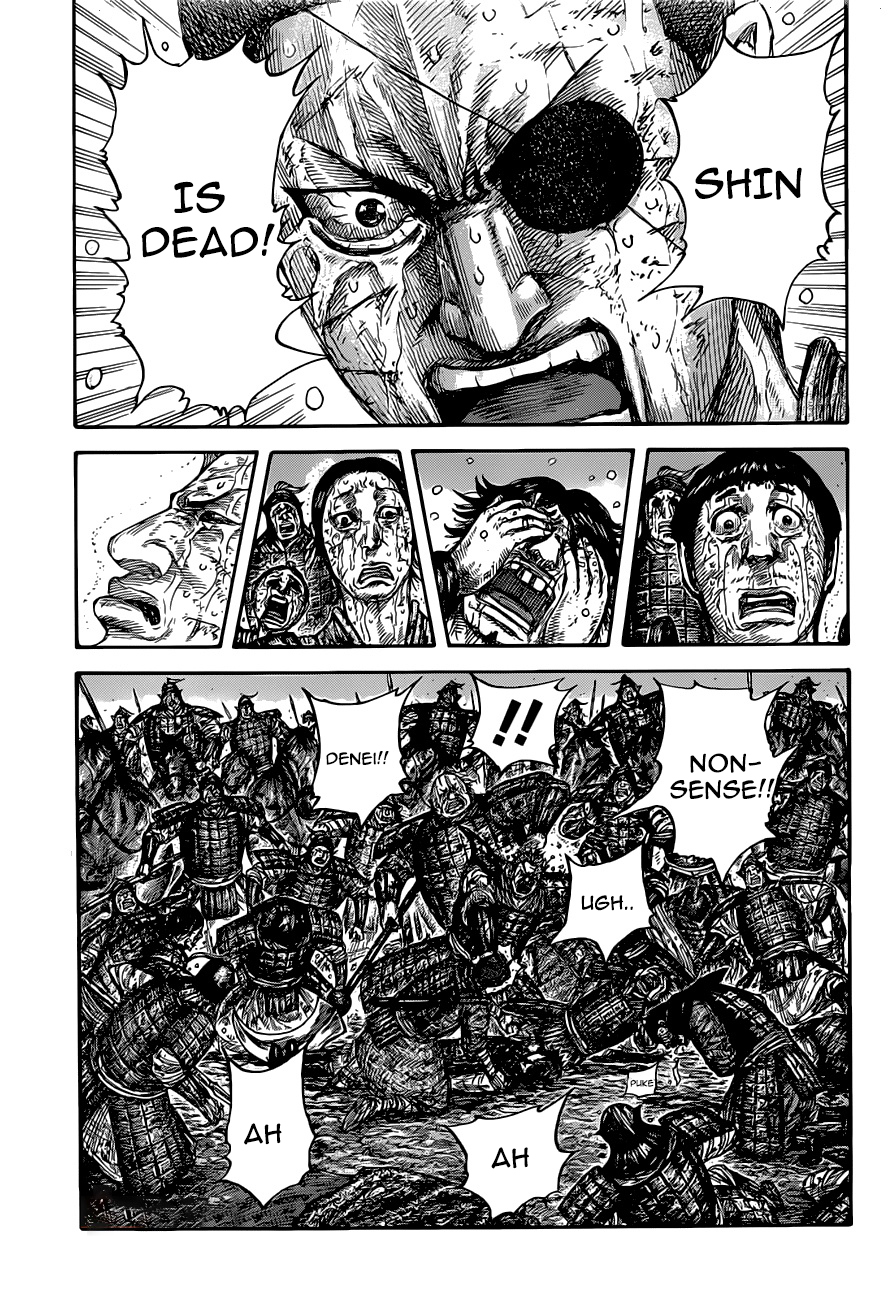 SHIN
IS
DEAD!
NON-
SENSE!!
!!
DENEI!!
UGH..
PUKE
AH
AH